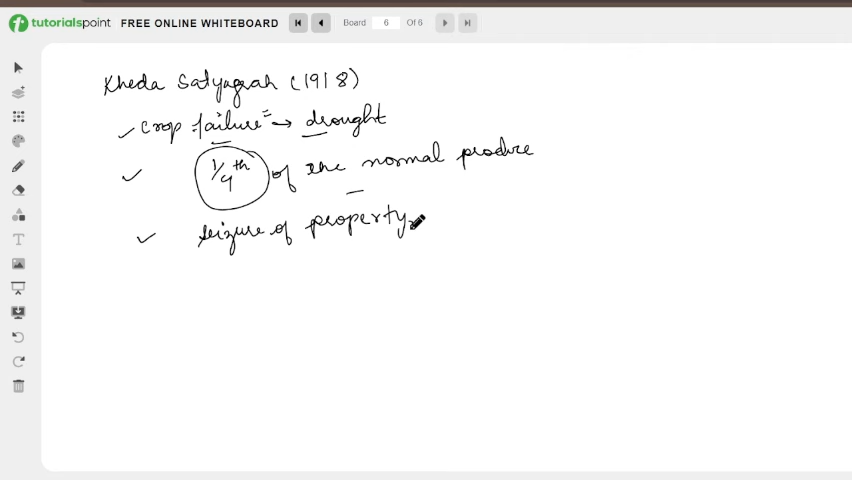 tutorialspoint FREE ONLINE WHITEBOARD Board 6 Of 6
Kheda Satyagrah (1918)
crop failure → drought
1/4th of the normal produce
seizure of property
T